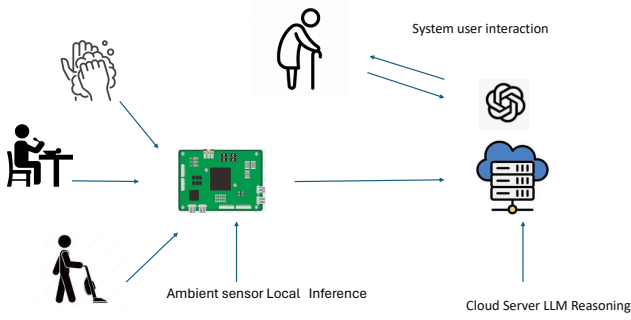 System user interaction
Ambient sensor Local Inference
Cloud Server LLM Reasoning